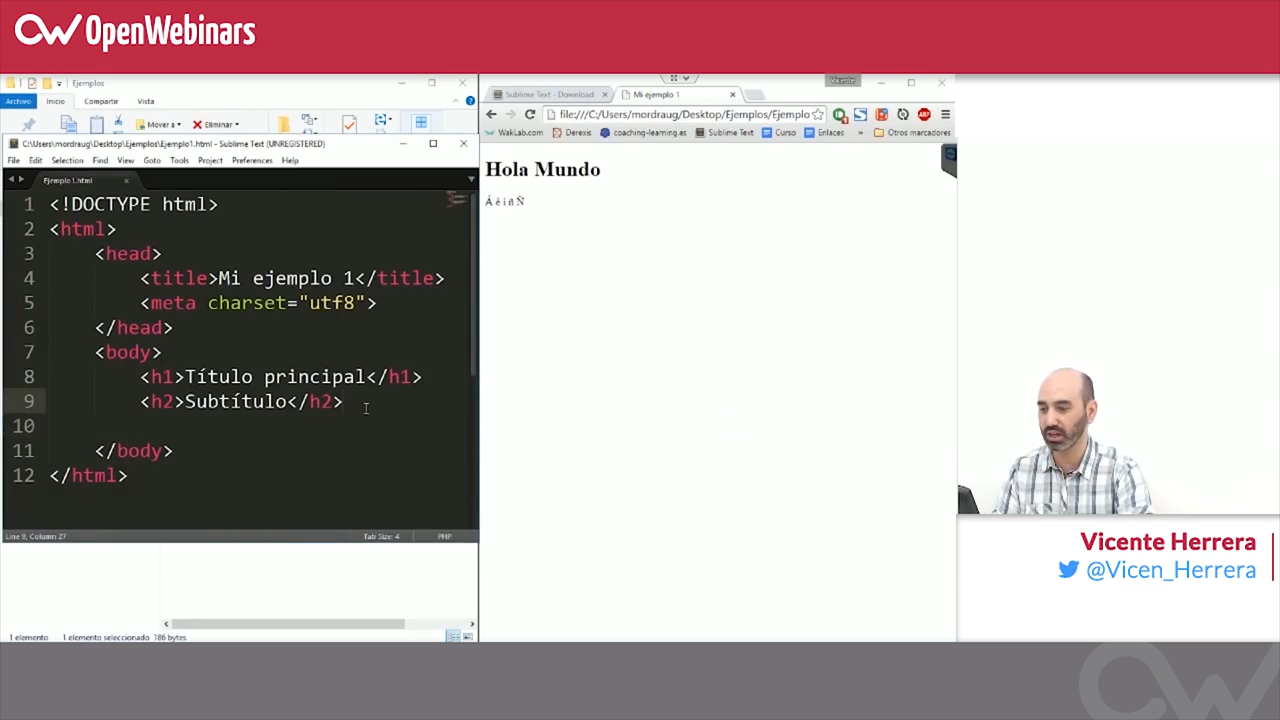 OpenWebinars
Ejemplos
Archivo Inicio Compartir Vista
Mover a Eliminar
C:\Users\mordraug\Desktop\Ejemplos\Ejemplo1.html - Sublime Text (UNREGISTERED)
File Edit Selection Find View Goto Tools Project Preferences Help
Ejemplo1.html
1 <!DOCTYPE html>
2 <html>
3 <head>
4 <title>Mi ejemplo 1</title>
5 <meta charset="utf8">
6 </head>
7 <body>
8 <h1>Título principal</h1>
9 <h2>Subtítulo</h2>
10
11 </body>
12 </html>
Line 9, Column 27 Tab Size: 4 PHP
1 elemento 1 elemento seleccionado 186 bytes
Vicente
Sublime Text - Download Mi ejemplo 1
file:///C:/Users/mordraug/Desktop/Ejemplos/Ejemplo
WakLab.com Derexis coaching-learning.es Sublime Text Curso Enlaces » Otros marcadores
Hola Mundo
Á é í ñ Ñ
Vicente Herrera
@Vicen_Herrera